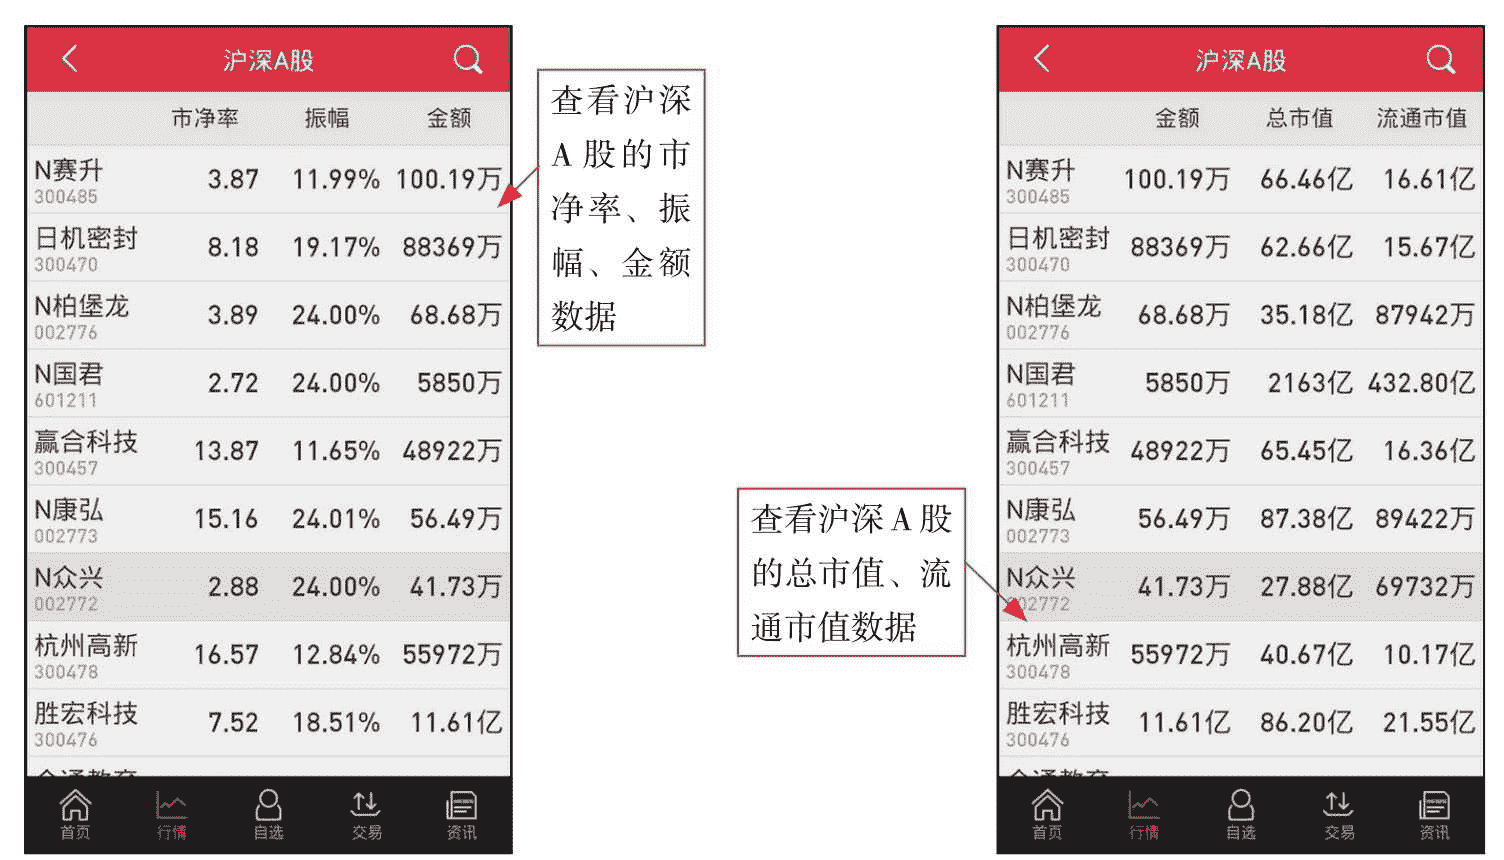 沪深A股
市净率 振幅 金额
N赛升 3.87 11.99% 100.19万
300485
日机密封 8.18 19.17% 88369万
300470
N柏堡龙 3.89 24.00% 68.68万
002776
N国君 2.72 24.00% 5850万
601211
赢合科技 13.87 11.65% 48922万
300457
N康弘 15.16 24.01% 56.49万
002773
N众兴 2.88 24.00% 41.73万
002772
杭州高新 16.57 12.84% 55972万
300478
胜宏科技 7.52 18.51% 11.61亿
300476
首页 行情 自选 交易 资讯
查看沪深
A 股的市
净率、振
幅、金额
数据
查看沪深 A 股
的总市值、流
通市值数据
沪深A股
金额 总市值 流通市值
N赛升 100.19万 66.46亿 16.61亿
300485
日机密封 88369万 62.66亿 15.67亿
300470
N柏堡龙 68.68万 35.18亿 87942万
002776
N国君 5850万 2163亿 432.80亿
601211
赢合科技 48922万 65.45亿 16.36亿
300457
N康弘 56.49万 87.38亿 89422万
002773
N众兴 41.73万 27.88亿 69732万
002772
杭州高新 55972万 40.67亿 10.17亿
300478
胜宏科技 11.61亿 86.20亿 21.55亿
300476
首页 行情 自选 交易 资讯